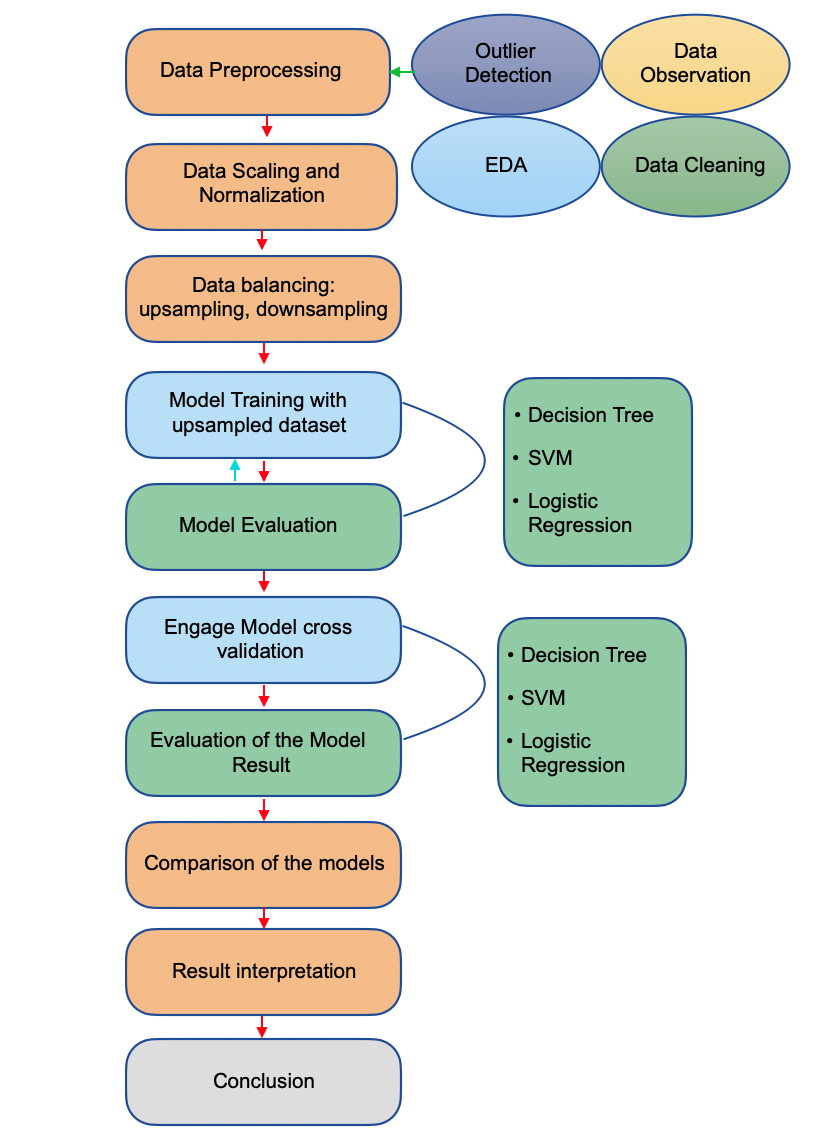 Data Preprocessing
Outlier
Detection
Data
Observation
EDA
Data Cleaning
Data Scaling and
Normalization
Data balancing:
upsampling, downsampling
Model Training with
upsampled dataset
Model Evaluation
• Decision Tree
• SVM
• Logistic
Regression
Engage Model cross
validation
Evaluation of the Model
Result
• Decision Tree
• SVM
• Logistic
Regression
Comparison of the models
Result interpretation
Conclusion